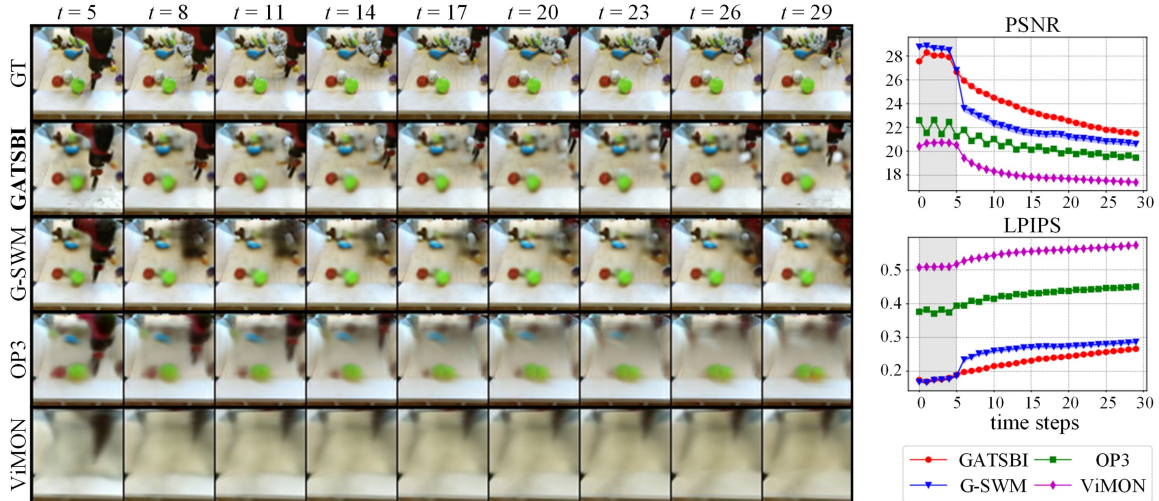 t = 5 t = 8 t = 11 t = 14 t = 17 t = 20 t = 23 t = 26 t = 29
GT
GATSBI
G-SWM
OP3
ViMON
PSNR
28
26
24
22
20
18
0 5 10 15 20 25 30
LPIPS
0.5
0.4
0.3
0.2
0 5 10 15 20 25 30
time steps
GATSBI OP3
G-SWM ViMON